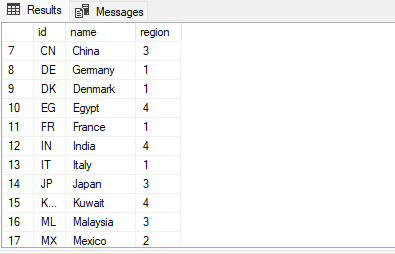 Results Messages
id name region
7 CN China 3
8 DE Germany 1
9 DK Denmark 1
10 EG Egypt 4
11 FR France 1
12 IN India 4
13 IT Italy 1
14 JP Japan 3
15 K... Kuwait 4
16 ML Malaysia 3
17 MX Mexico 2